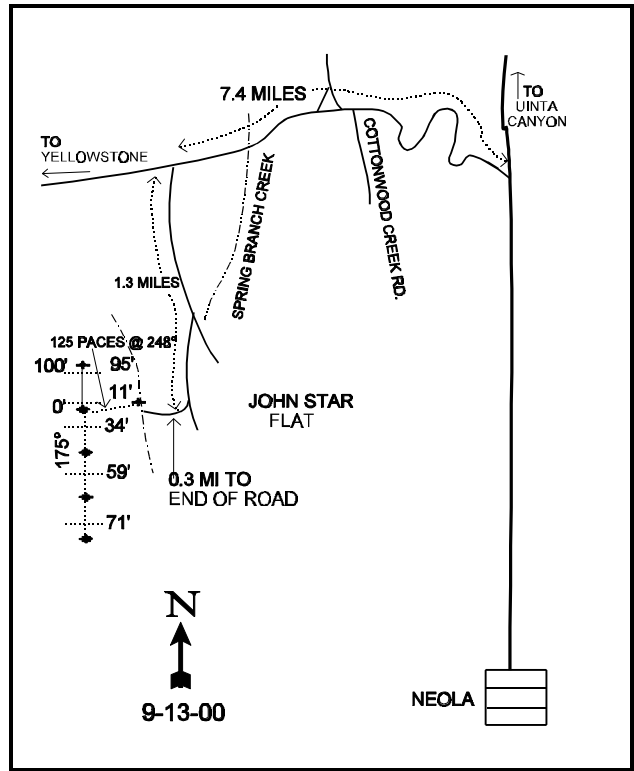 7.4 MILES
TO
UINTA
CANYON
TO
YELLOWSTONE
COTTONWOOD CREEK RD.
SPRING BRANCH CREEK
1.3 MILES
125 PACES @ 248°
100'
95'
11'
0'
34'
175°
59'
71'
JOHN STAR
FLAT
0.3 MI TO
END OF ROAD
N
9-13-00
NEOLA